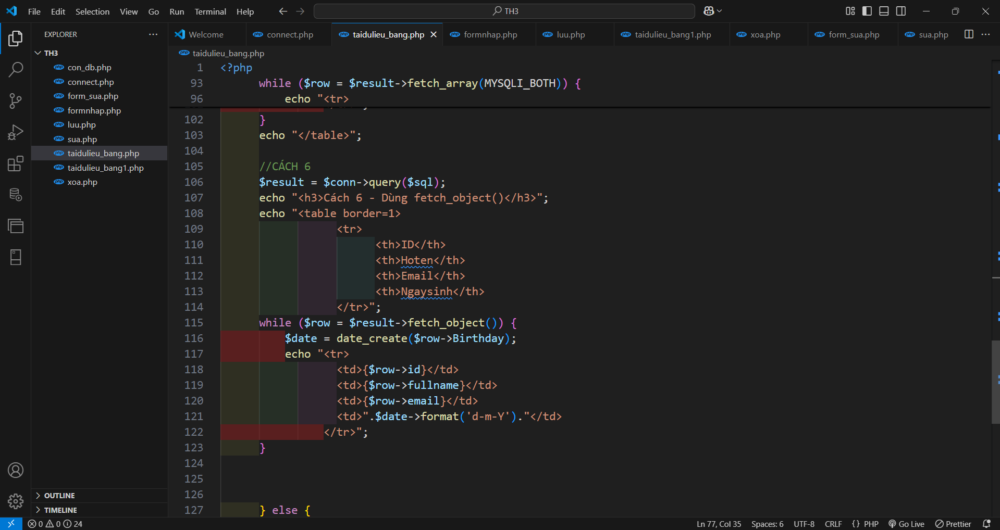 File Edit Selection View Go Run Terminal Help
TH3
EXPLORER
TH3
con_db.php
connect.php
form_sua.php
formnhap.php
luu.php
sua.php
taidulieu_bang.php
taidulieu_bang1.php
xoa.php
OUTLINE
TIMELINE
Welcome connect.php taidulieu_bang.php formnhap.php luu.php taidulieu_bang1.php xoa.php form_sua.php sua.php
taidulieu_bang.php
1 <?php
93 while ($row = $result->fetch_array(MYSQLI_BOTH)) {
96 echo "<tr>
102 }
103 echo "</table>";
104
105 //CÁCH 6
106 $result = $conn->query($sql);
107 echo "<h3>Cách 6 - Dùng fetch_object()</h3>";
108 echo "<table border=1>
109 <tr>
110 <th>ID</th>
111 <th>Hoten</th>
112 <th>Email</th>
113 <th>Ngaysinh</th>
114 </tr>";
115 while ($row = $result->fetch_object()) {
116 $date = date_create($row->Birthday);
117 echo "<tr>
118 <td>{$row->id}</td>
119 <td>{$row->fullname}</td>
120 <td>{$row->email}</td>
121 <td>".$date->format('d-m-Y')."</td>
122 </tr>";
123 }
124
125
126
127 } else {
0 0 24
Ln 77, Col 35 Spaces: 6 UTF-8 CRLF {} PHP Go Live Prettier